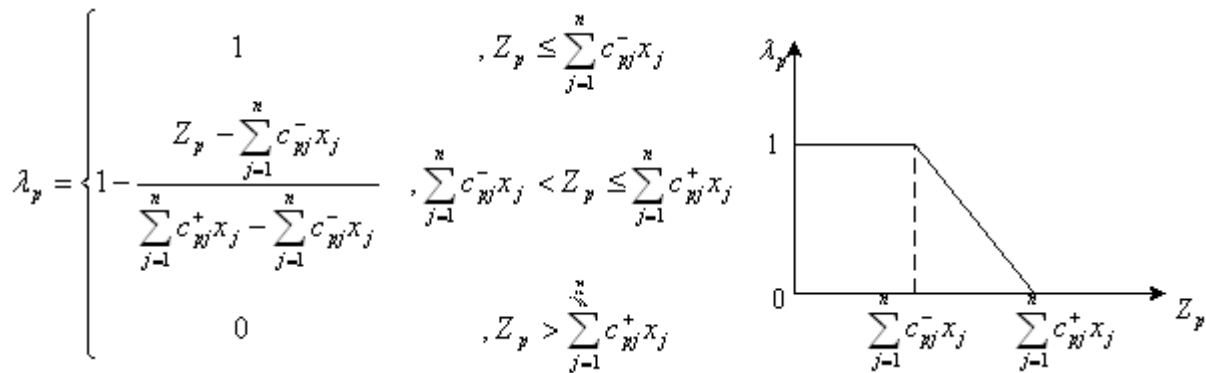 λ_p = { 1 , Z_p ≤ ∑_{j=1}^{n} c_{pj}^{-} x_j
1 - (Z_p - ∑_{j=1}^{n} c_{pj}^{-} x_j) / (∑_{j=1}^{n} c_{pj}^{+} x_j - ∑_{j=1}^{n} c_{pj}^{-} x_j) , ∑_{j=1}^{n} c_{pj}^{-} x_j < Z_p ≤ ∑_{j=1}^{n} c_{pj}^{+} x_j
0 , Z_p > ∑_{j=1}^{n} c_{pj}^{+} x_j
λ_p
1
0
∑_{j=1}^{n} c_{pj}^{-} x_j ∑_{j=1}^{n} c_{pj}^{+} x_j Z_p